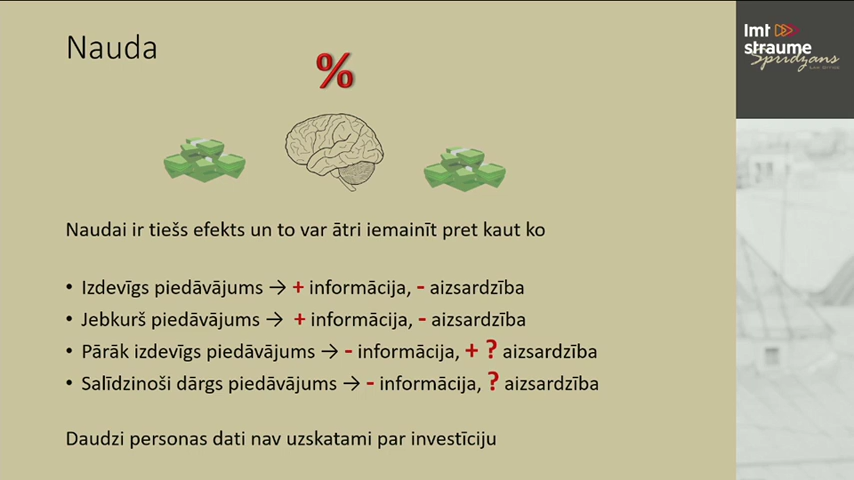 Nauda
%
lmt
straume
Sprīdzāns
Naudai ir tiešs efekts un to var ātri iemainīt pret kaut ko
• Izdevīgs piedāvājums → + informācija, - aizsardzība
• Jebkurš piedāvājums → + informācija, - aizsardzība
• Pārāk izdevīgs piedāvājums → - informācija, + ? aizsardzība
• Salīdzinoši dārgs piedāvājums → - informācija, ? aizsardzība
Daudzi personas dati nav uzskatami par investīciju